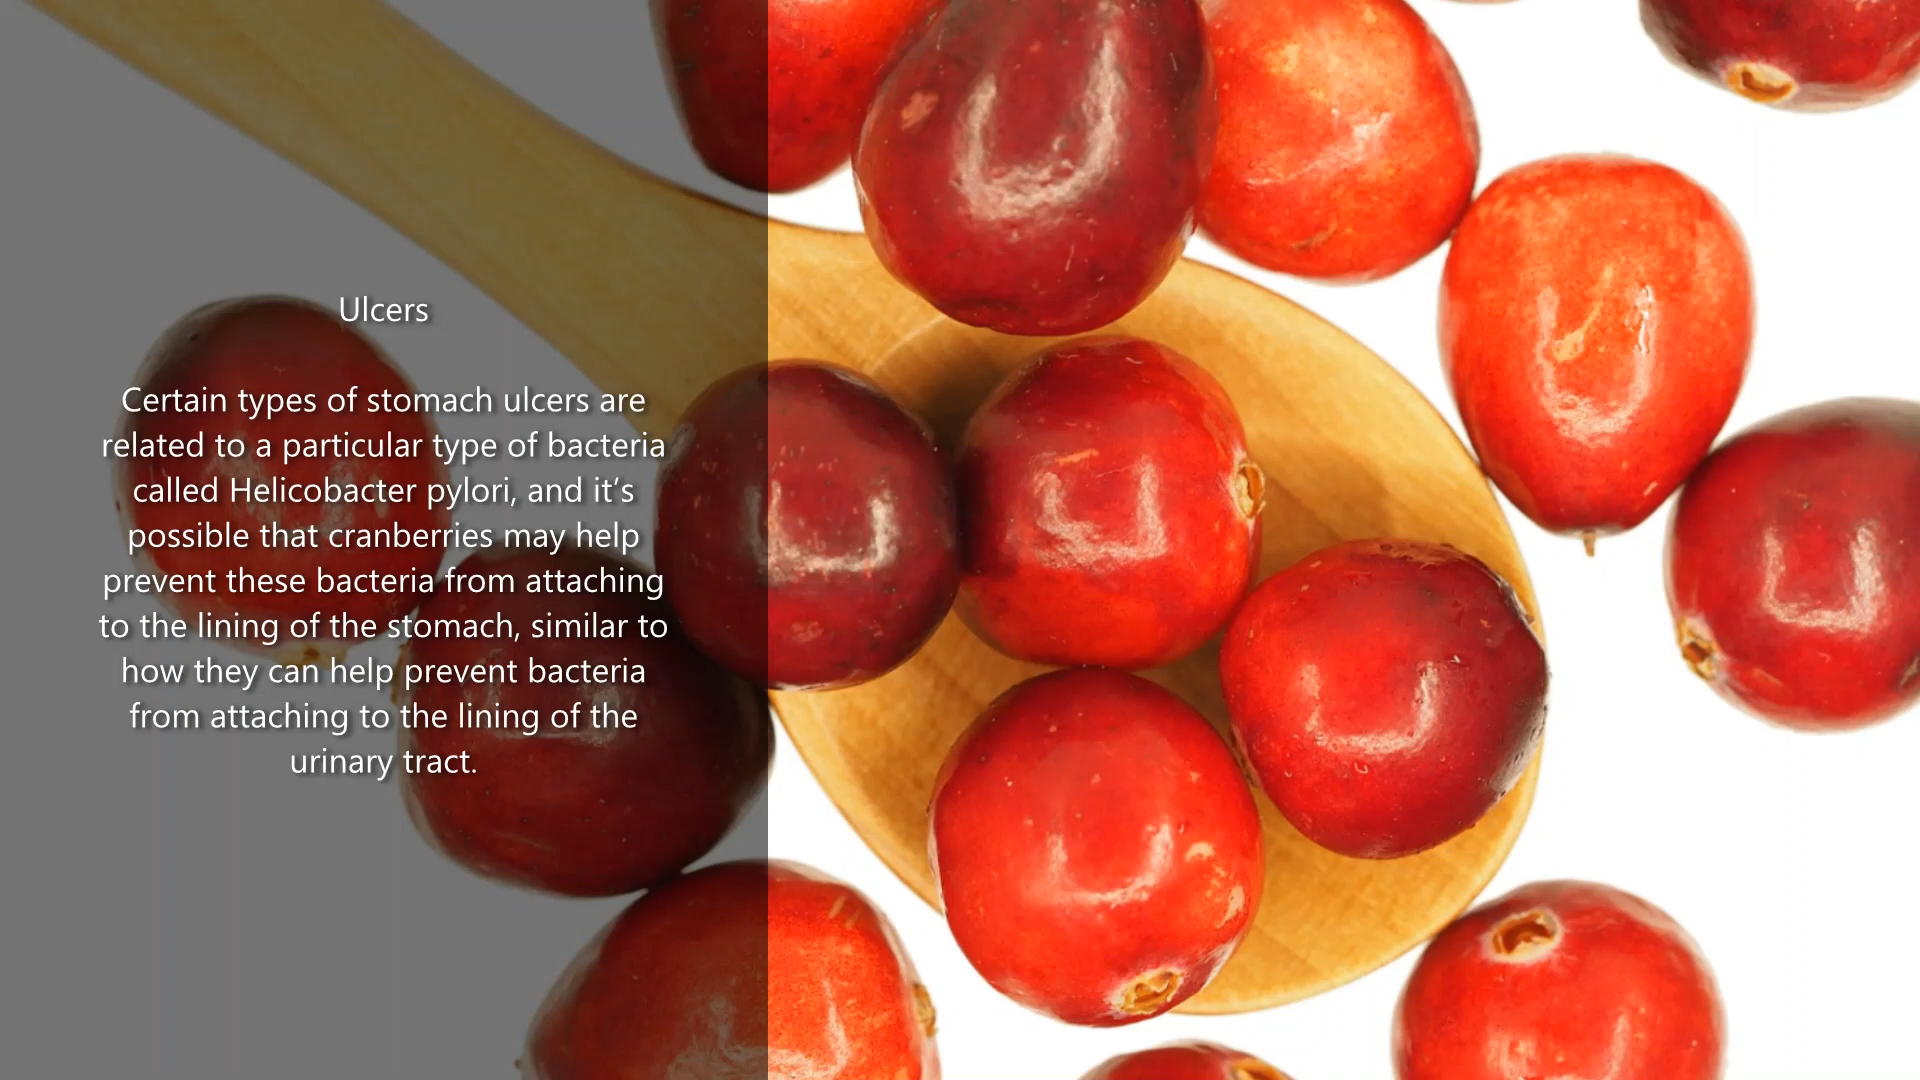 Ulcers
Certain types of stomach ulcers are
related to a particular type of bacteria
called Helicobacter pylori, and it’s
possible that cranberries may help
prevent these bacteria from attaching
to the lining of the stomach, similar to
how they can help prevent bacteria
from attaching to the lining of the
urinary tract.